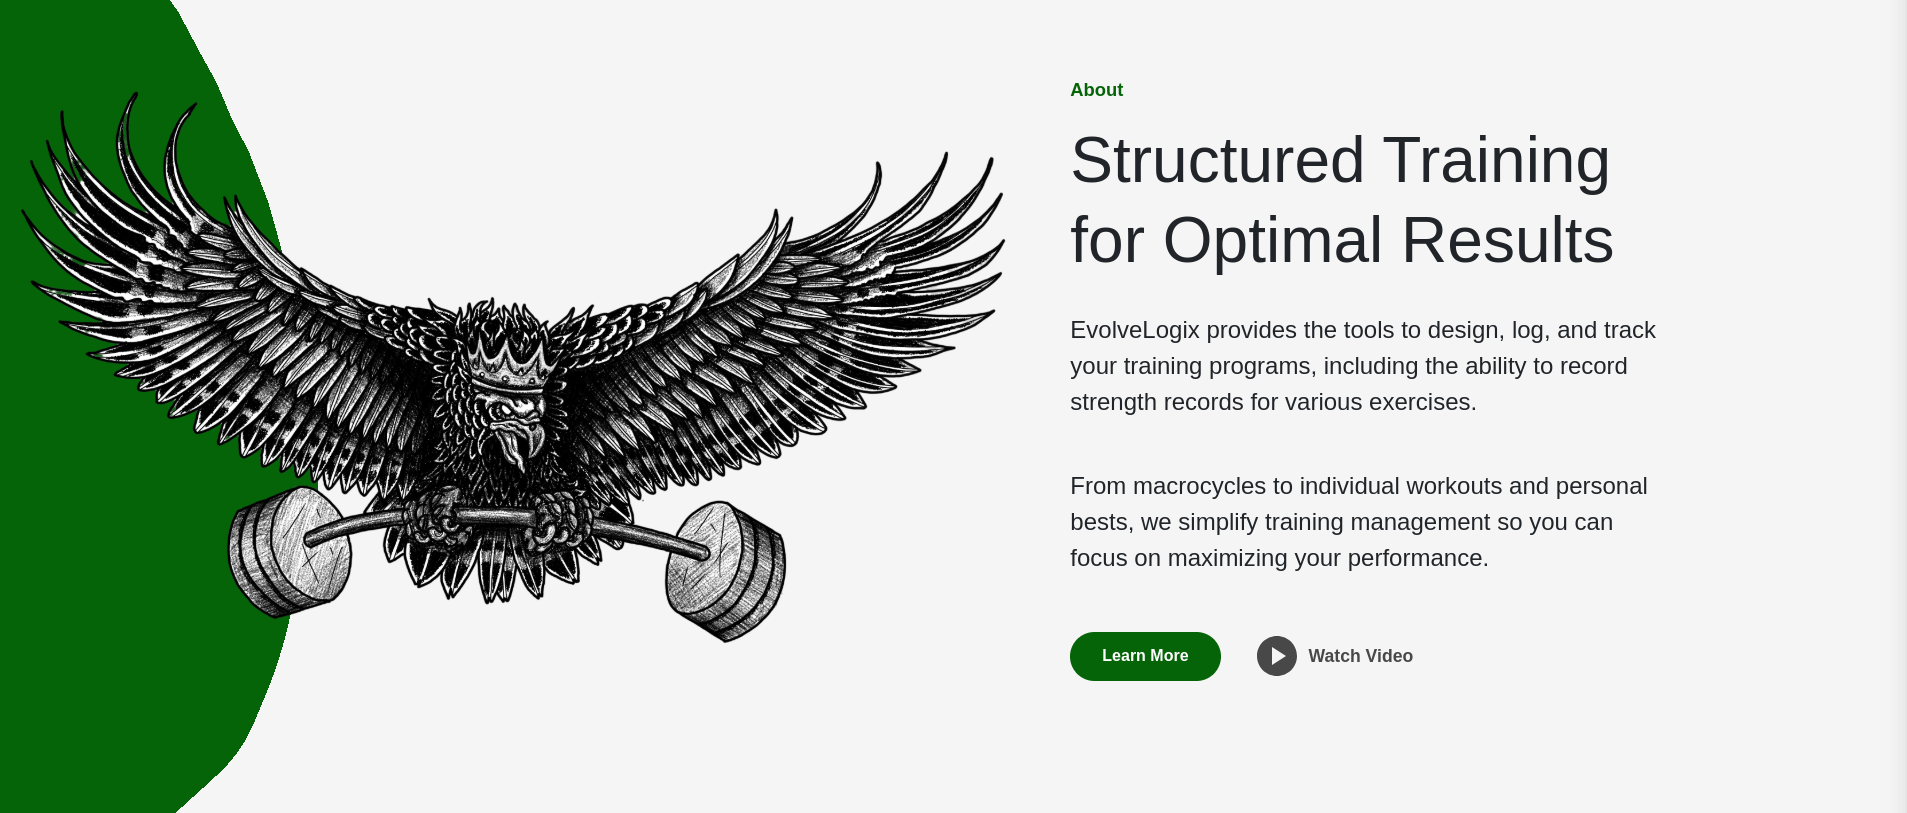 About
Structured Training
for Optimal Results
EvolveLogix provides the tools to design, log, and track
your training programs, including the ability to record
strength records for various exercises.
From macrocycles to individual workouts and personal
bests, we simplify training management so you can
focus on maximizing your performance.
Learn More
Watch Video